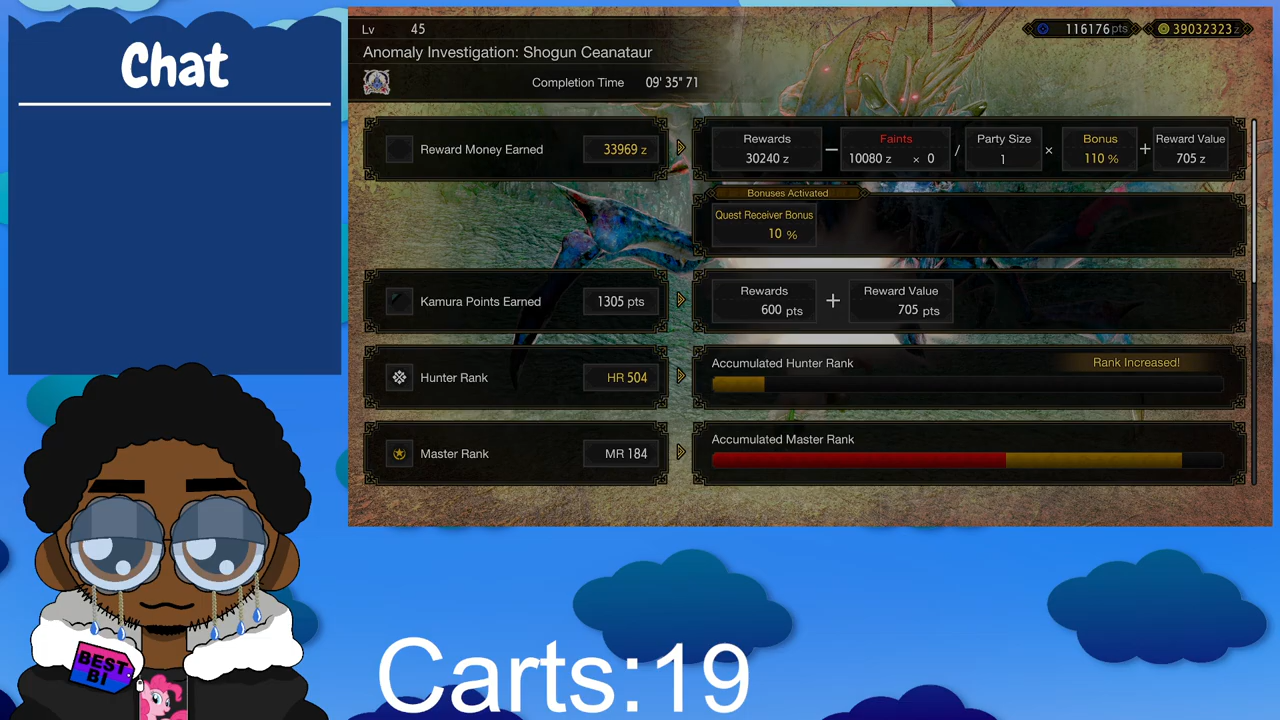 Chat
Lv 45
116176 pts
39032323 z
Anomaly Investigation: Shogun Ceanataur
Completion Time 09' 35" 71
Reward Money Earned 33969 z
Rewards
30240 z
–
Faints
10080 z × 0
/
Party Size
1
×
Bonus
110 %
+
Reward Value
705 z
Bonuses Activated
Quest Receiver Bonus
10 %
Kamura Points Earned 1305 pts
Rewards
600 pts
+
Reward Value
705 pts
Hunter Rank HR 504
Accumulated Hunter Rank
Rank Increased!
Master Rank MR 184
Accumulated Master Rank
BEST.
BI
Carts:19